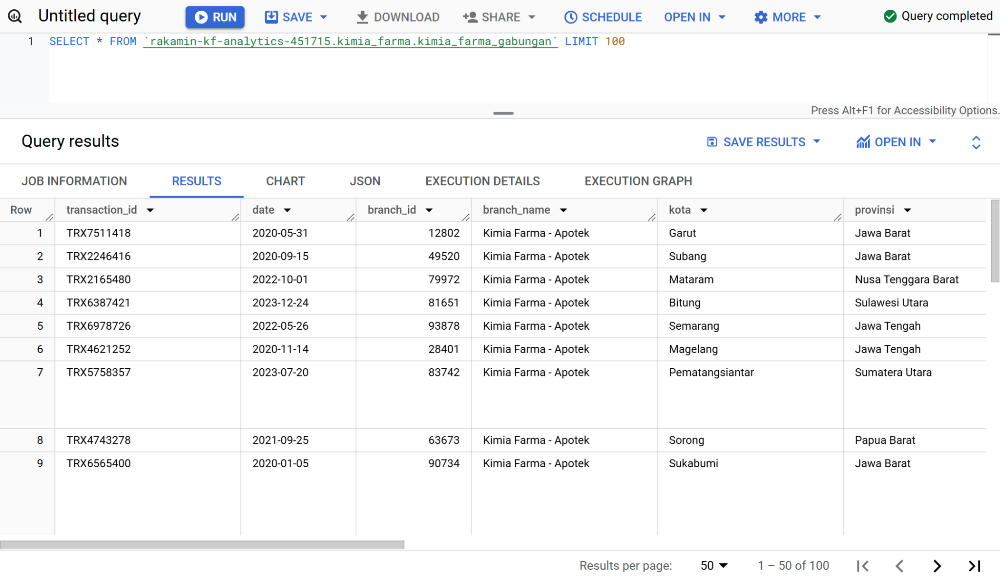 Untitled query RUN SAVE DOWNLOAD SHARE SCHEDULE OPEN IN MORE Query completed
1 SELECT * FROM `rakamin-kf-analytics-451715.kimia_farma.kimia_farma_gabungan` LIMIT 100
Press Alt+F1 for Accessibility Options.
Query results SAVE RESULTS OPEN IN
JOB INFORMATION RESULTS CHART JSON EXECUTION DETAILS EXECUTION GRAPH
Row transaction_id date branch_id branch_name kota provinsi
1 TRX7511418 2020-05-31 12802 Kimia Farma - Apotek Garut Jawa Barat
2 TRX2246416 2020-09-15 49520 Kimia Farma - Apotek Subang Jawa Barat
3 TRX2165480 2022-10-01 79972 Kimia Farma - Apotek Mataram Nusa Tenggara Barat
4 TRX6387421 2023-12-24 81651 Kimia Farma - Apotek Bitung Sulawesi Utara
5 TRX6978726 2022-05-26 93878 Kimia Farma - Apotek Semarang Jawa Tengah
6 TRX4621252 2020-11-14 28401 Kimia Farma - Apotek Magelang Jawa Tengah
7 TRX5758357 2023-07-20 83742 Kimia Farma - Apotek Pematangsiantar Sumatera Utara
8 TRX4743278 2021-09-25 63673 Kimia Farma - Apotek Sorong Papua Barat
9 TRX6565400 2020-01-05 90734 Kimia Farma - Apotek Sukabumi Jawa Barat
Results per page: 50 1 – 50 of 100